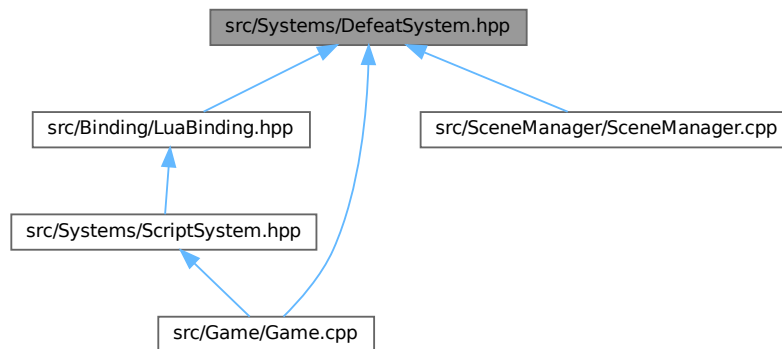 src/Systems/DefeatSystem.hpp
src/Binding/LuaBinding.hpp
src/SceneManager/SceneManager.cpp
src/Systems/ScriptSystem.hpp
src/Game/Game.cpp